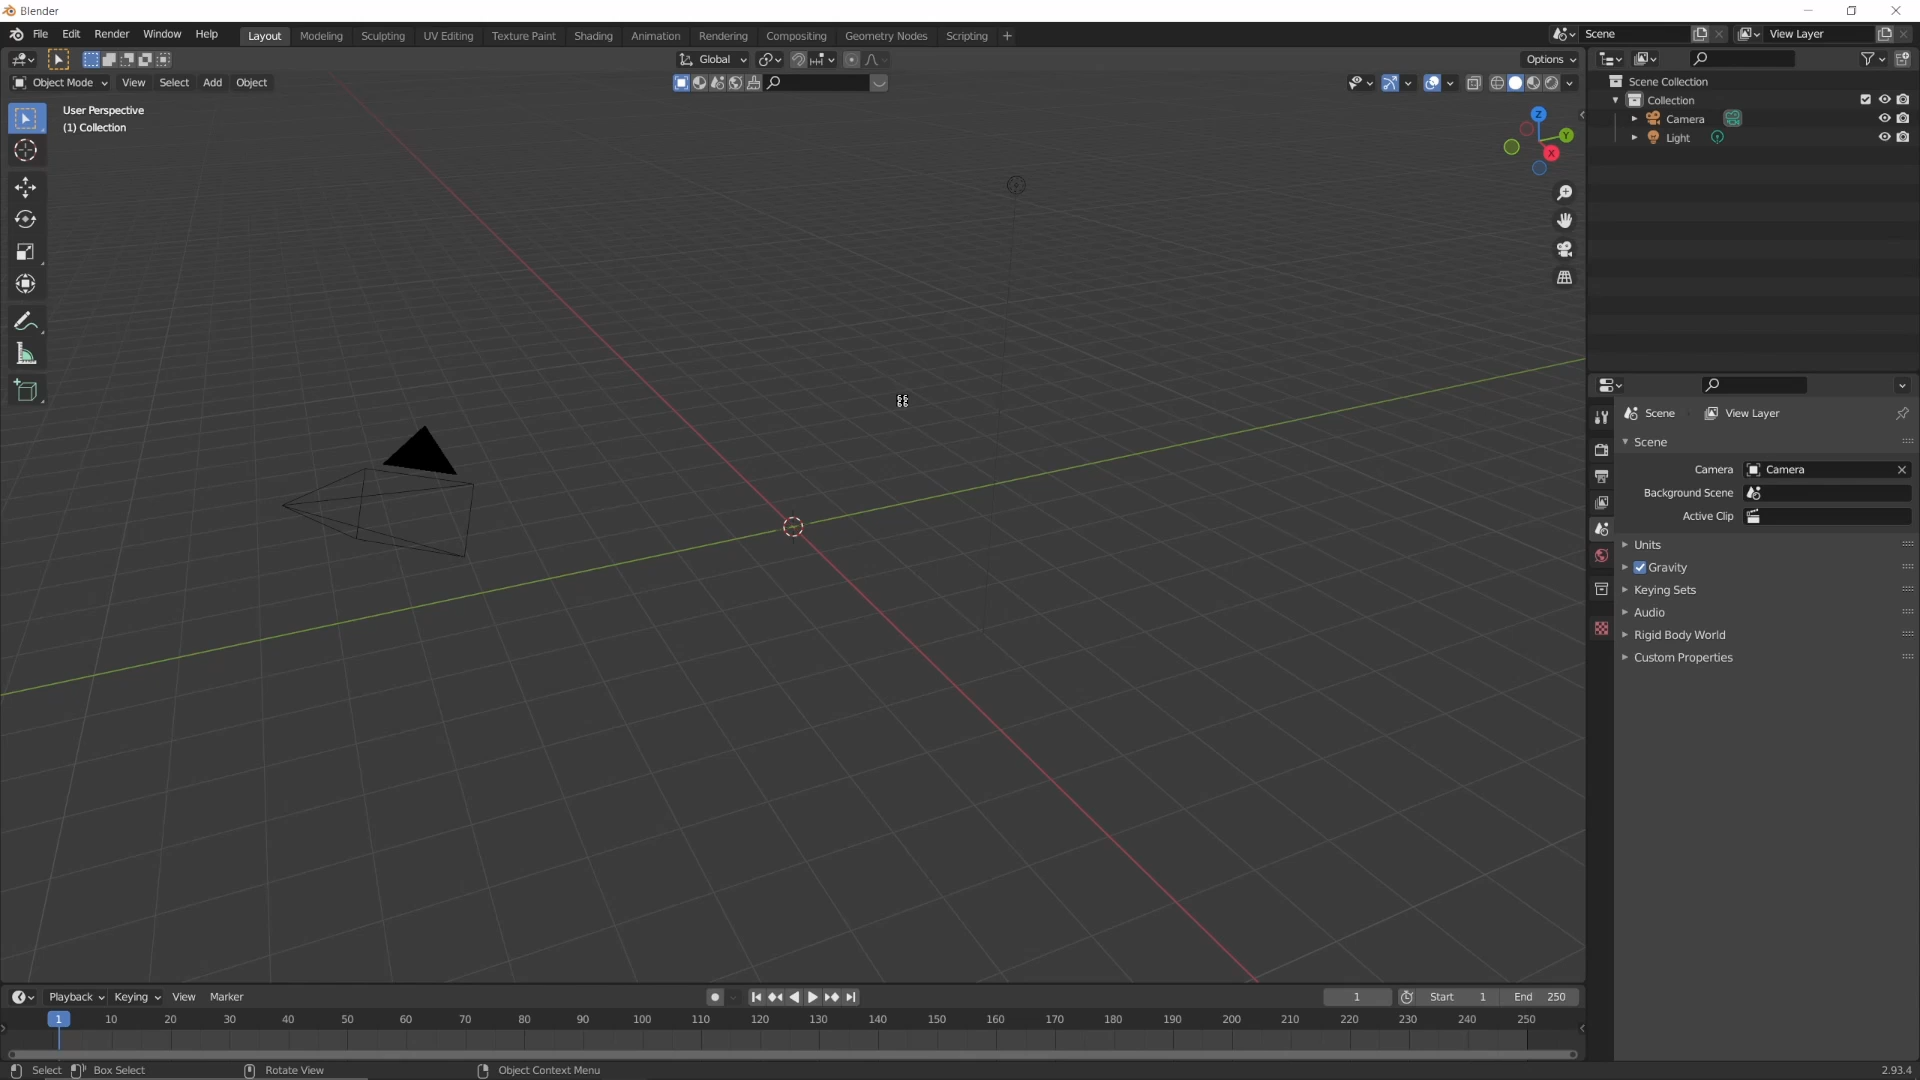 Blender
File Edit Render Window Help Layout Modeling Sculpting UV Editing Texture Paint Shading Animation Rendering Compositing Geometry Nodes Scripting + Scene View Layer
Global Options
Object Mode View Select Add Object
User Perspective
(1) Collection
Z
Y
X
Scene Collection
Collection
Camera
Light
Scene View Layer
Scene
Camera Camera
Background Scene
Active Clip
Units
Gravity
Keying Sets
Audio
Rigid Body World
Custom Properties
Playback Keying View Marker 1 Start 1 End 250
1 10 20 30 40 50 60 70 80 90 100 110 120 130 140 150 160 170 180 190 200 210 220 230 240 250
Select Box Select Rotate View Object Context Menu 2.93.4